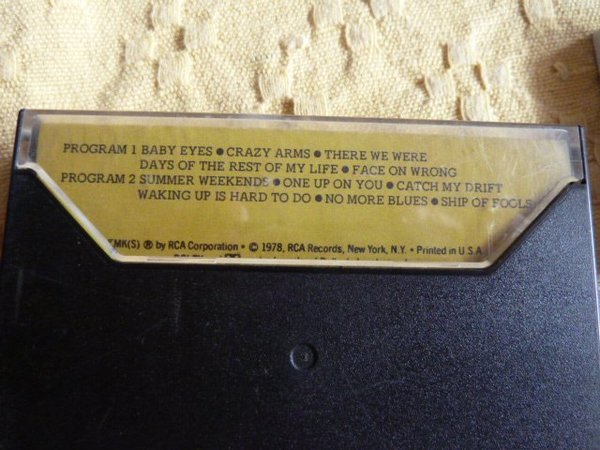 PROGRAM 1 BABY EYES ● CRAZY ARMS ● THERE WE WERE
DAYS OF THE REST OF MY LIFE ● FACE ON WRONG
PROGRAM 2 SUMMER WEEKENDS ● ONE UP ON YOU ● CATCH MY DRIFT
WAKING UP IS HARD TO DO ● NO MORE BLUES ● SHIP OF FOOLS
TMK(S) ® by RCA Corporation • © 1978, RCA Records, New York, N.Y. • Printed in U S A